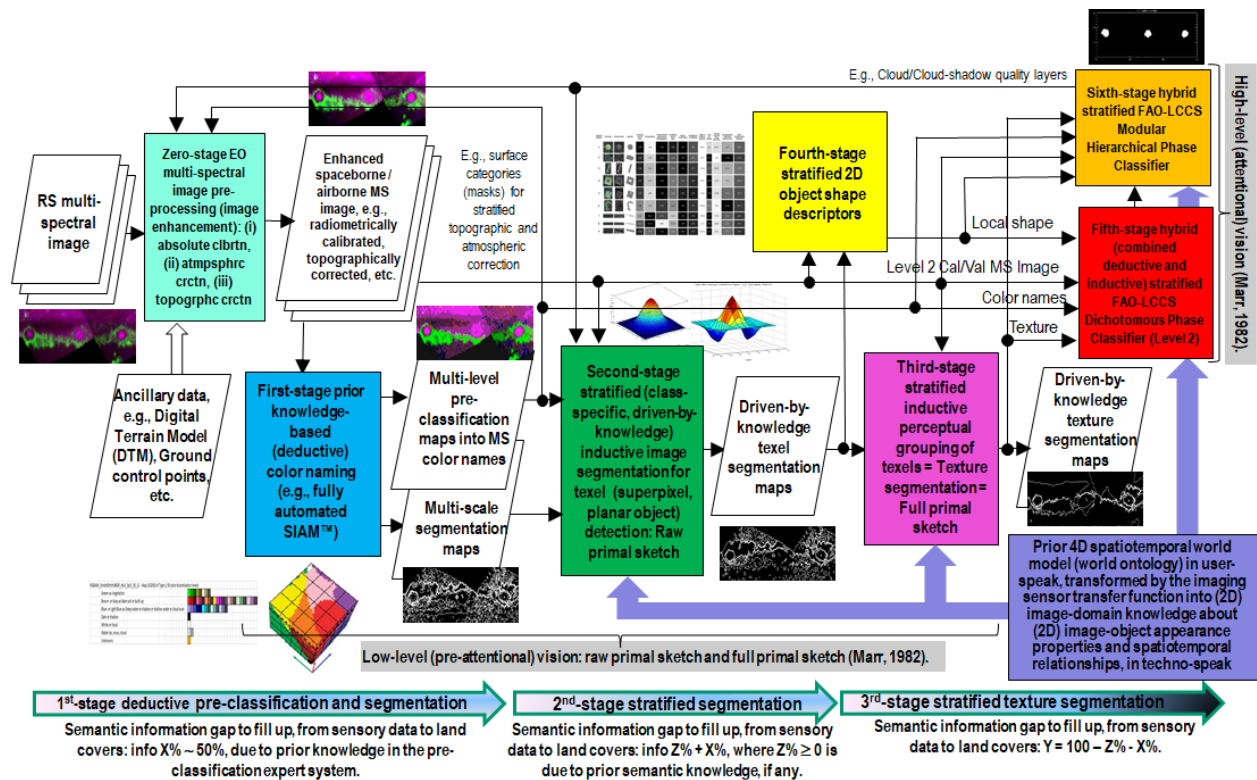 E.g., Cloud/Cloud-shadow quality layers
Zero-stage EO
multi-spectral
image pre-
processing (image
enhancement): (i)
absolute clbrtn,
(ii) atmpsphrc
crctn, (iii)
topogrphc crctn
RS multi-
spectral
image
Enhanced
spaceborne /
airborne MS
image, e.g.,
radiometrically
calibrated,
topographically
corrected, etc.
E.g., surface
categories
(masks) for
stratified
topographic and
atmospheric
correction
Fourth-stage
stratified 2D
object shape
descriptors
Sixth-stage hybrid
stratified FAO-LCCS
Modular
Hierarchical Phase
Classifier
High-level (attentional) vision (Marr, 1982).
Local shape
Level 2 Cal/Val MS Image
Color names
Texture
Fifth-stage hybrid
(combined
deductive and
inductive) stratified
FAO-LCCS
Dichotomous Phase
Classifier (Level 2)
Ancillary data,
e.g., Digital
Terrain Model
(DTM), Ground
control points,
etc.
First-stage prior
knowledge-
based
(deductive)
color naming
(e.g., fully
automated
SIAM™)
Multi-level
pre-
classification
maps into MS
color names
Multi-scale
segmentation
maps
Second-stage
stratified (class-
specific, driven-by-
knowledge)
inductive image
segmentation for
texel (superpixel,
planar object)
detection: Raw
primal sketch
Driven-by-
knowledge
texel
segmentation
maps
Third-stage
stratified
inductive
perceptual
grouping of
texels = Texture
segmentation =
Full primal
sketch
Driven-by-
knowledge
texture
segmentation
maps
Prior 4D spatiotemporal world
model (world ontology) in user-
speak, transformed by the imaging
sensor transfer function into (2D)
image-domain knowledge about
(2D) image-object appearance
properties and spatiotemporal
relationships, in techno-speak
Low-level (pre-attentional) vision: raw primal sketch and full primal sketch (Marr, 1982).
1st-stage deductive pre-classification and segmentation
Semantic information gap to fill up, from sensory data to land
covers: info X% ~ 50%, due to prior knowledge in the pre-
classification expert system.
2nd-stage stratified segmentation
Semantic information gap to fill up, from sensory
data to land covers: info Z% + X%, where Z% ≥ 0 is
due to prior semantic knowledge, if any.
3rd-stage stratified texture segmentation
Semantic information gap to fill up, from sensory
data to land covers: Y = 100 – Z% - X%.